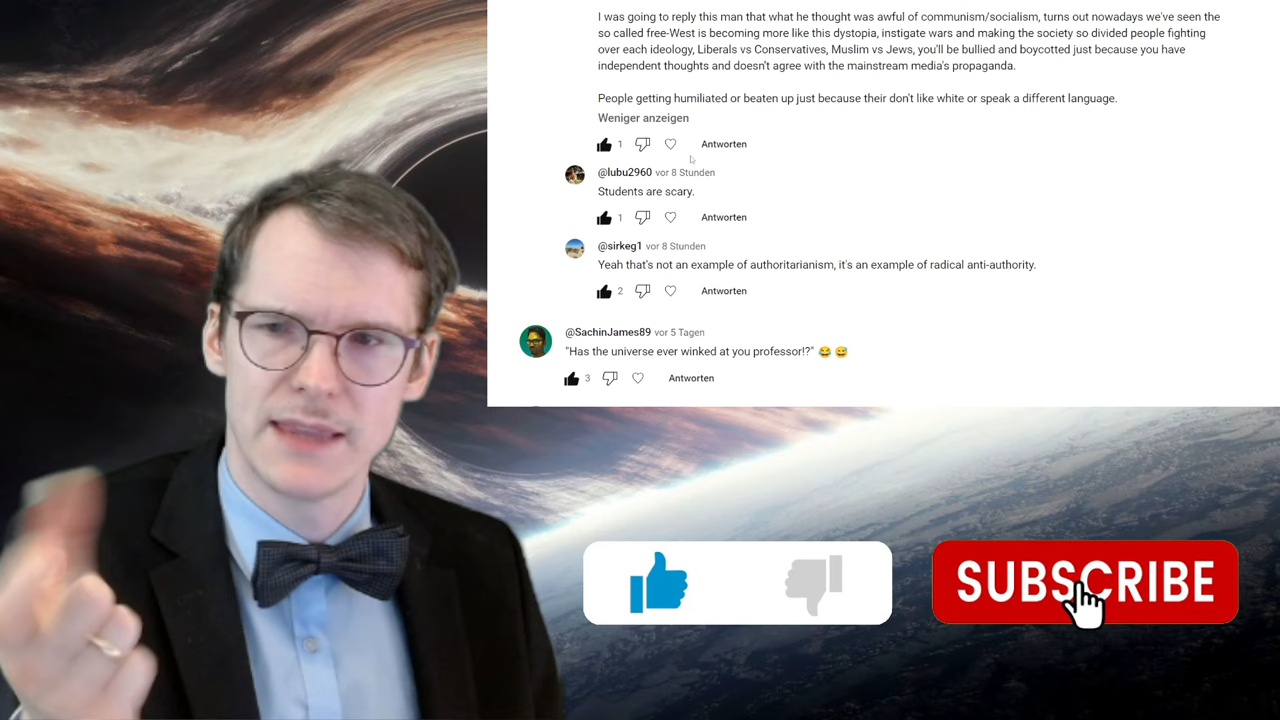 I was going to reply this man that what he thought was awful of communism/socialism, turns out nowadays we've seen the
so called free-West is becoming more like this dystopia, instigate wars and making the society so divided people fighting
over each ideology, Liberals vs Conservatives, Muslim vs Jews, you'll be bullied and boycotted just because you have
independent thoughts and doesn't agree with the mainstream media's propaganda.
People getting humiliated or beaten up just because their don't like white or speak a different language.
Weniger anzeigen
1 Antworten
@lubu2960 vor 8 Stunden
Students are scary.
1 Antworten
@sirkeg1 vor 8 Stunden
Yeah that's not an example of authoritarianism, it's an example of radical anti-authority.
2 Antworten
@SachinJames89 vor 5 Tagen
"Has the universe ever winked at you professor!?" 😂 😅
3 Antworten
SUBSCRIBE